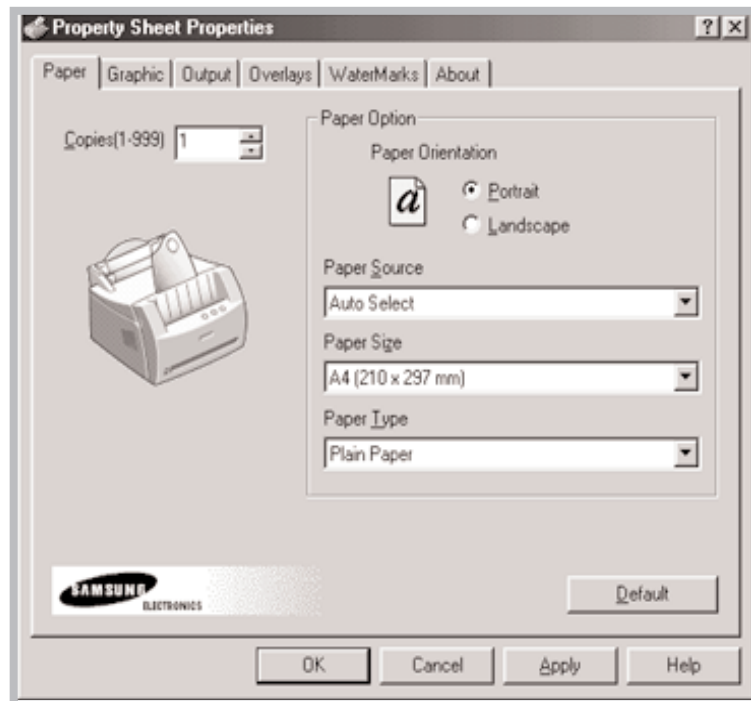 Property Sheet Properties
Paper Graphic Output Overlays WaterMarks About
Copies(1-999) 1
Paper Option
Paper Orientation
a
Portrait
Landscape
Paper Source
Auto Select
Paper Size
A4 (210 x 297 mm)
Paper Type
Plain Paper
SAMSUNG
ELECTRONICS
Default
OK Cancel Apply Help